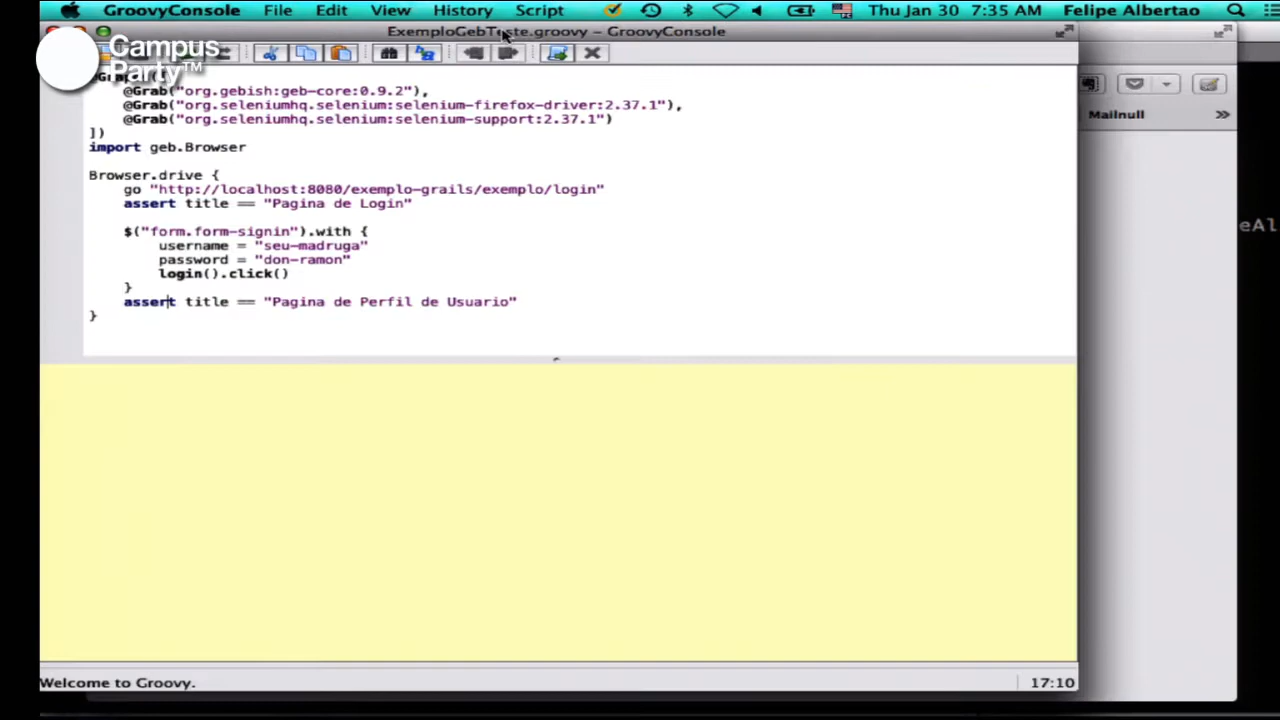 GroovyConsole File Edit View History Script Thu Jan 30 7:35 AM Felipe Albertao
ExemploGebTeste.groovy – GroovyConsole
Campus
Party™
@Grab("org.gebish:geb-core:0.9.2"),
@Grab("org.seleniumhq.selenium:selenium-firefox-driver:2.37.1"),
@Grab("org.seleniumhq.selenium:selenium-support:2.37.1")
])
import geb.Browser
Browser.drive {
go "http://localhost:8080/exemplo-grails/exemplo/login"
assert title == "Pagina de Login"
$("form.form-signin").with {
username = "seu-madruga"
password = "don-ramon"
login().click()
}
assert title == "Pagina de Perfil de Usuario"
}
Mailnull
eAl
Welcome to Groovy.
17:10